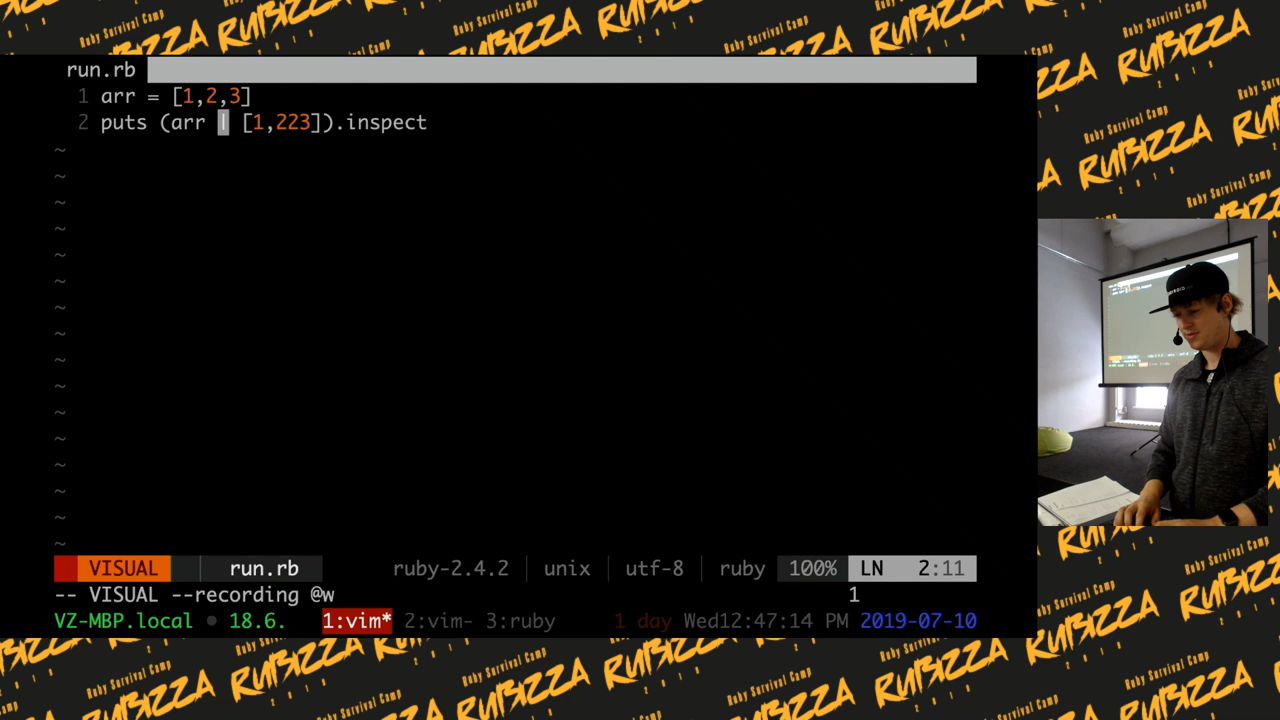 Ruby Survival Camp
RUBIZZA
2019
run.rb
1 arr = [1,2,3]
2 puts (arr | [1,223]).inspect
~
VISUAL run.rb ruby-2.4.2 unix utf-8 ruby 100% LN 2:11
-- VISUAL --recording @w 1
VZ-MBP.local • 18.6. 1:vim* 2:vim- 3:ruby 1 day Wed12:47:14 PM 2019-07-10